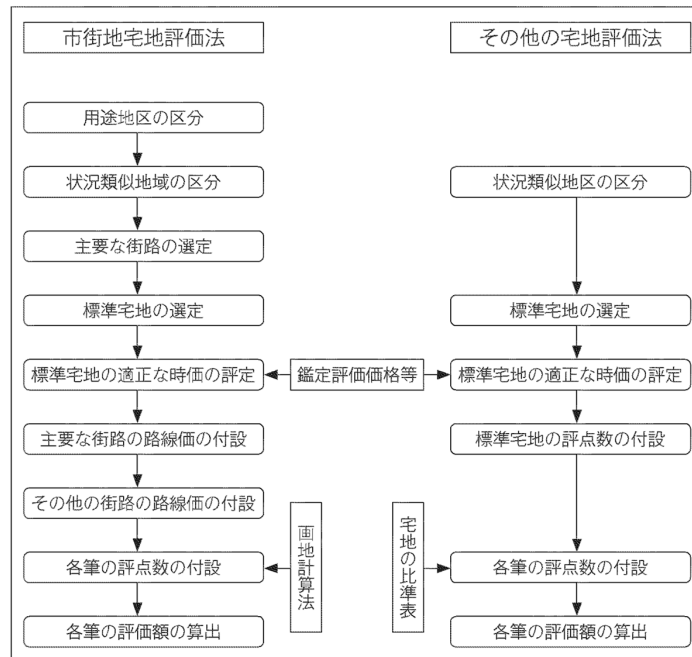 市街地宅地評価法
その他の宅地評価法
用途地区の区分
状況類似地域の区分
状況類似地区の区分
主要な街路の選定
標準宅地の選定
標準宅地の選定
標準宅地の適正な時価の評定
鑑定評価価格等
標準宅地の適正な時価の評定
主要な街路の路線価の付設
標準宅地の評点数の付設
その他の街路の路線価の付設
画地計算法
宅地の比準表
各筆の評点数の付設
各筆の評点数の付設
各筆の評価額の算出
各筆の評価額の算出